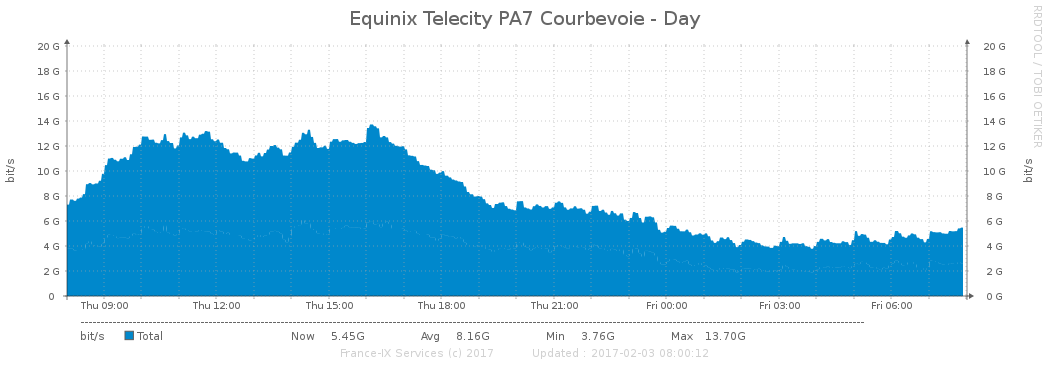 Equinix Telecity PA7 Courbevoie - Day
RRDTOOL / TOBI OETIKER
bit/s
20 G 20 G
18 G 18 G
16 G 16 G
14 G 14 G
12 G 12 G
10 G 10 G
8 G 8 G
6 G 6 G
4 G 4 G
2 G 2 G
0 0 G
bit/s
Thu 09:00 Thu 12:00 Thu 15:00 Thu 18:00 Thu 21:00 Fri 00:00 Fri 03:00 Fri 06:00
bit/s Total Now 5.45G Avg 8.16G Min 3.76G Max 13.70G
France-IX Services (c) 2017 Updated : 2017-02-03 08:00:12